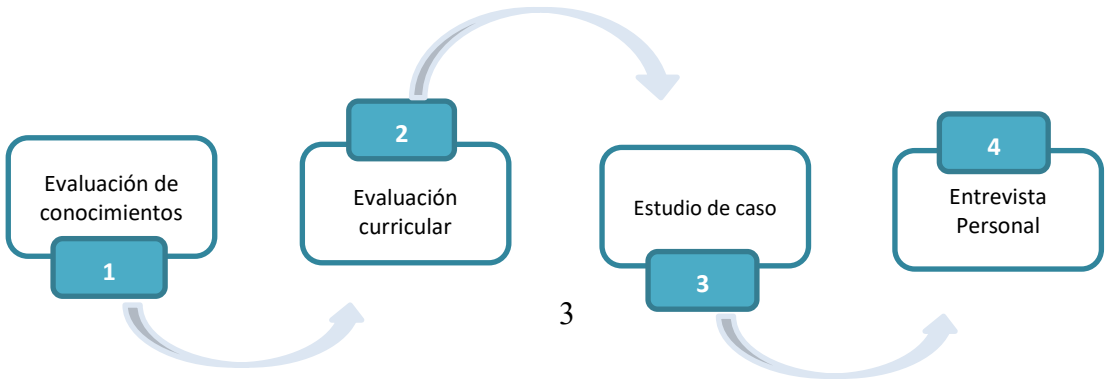 Evaluación de
conocimientos
1
2
Evaluación
curricular
Estudio de caso
3
4
Entrevista
Personal
3